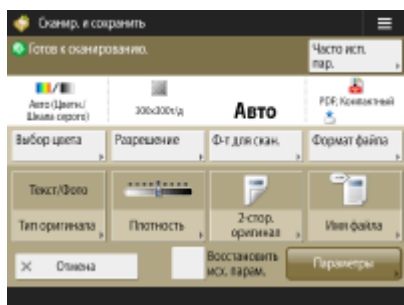 Сканир. и сохранить
Готов к сканированию.
Часто исп.
пар.
Авто (Цветн./
Шкала серого)
300x300т/д
Авто
PDF; Компактный
Выбор цвета
Разрешение
Ф-т для скан.
Формат файла
Текст/Фото
Тип оригинала
Плотность
2-стор.
оригинал
Имя файла
Отмена
Восстановить
исх. парам.
Параметры